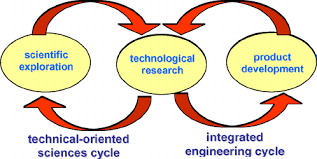 scientific
exploration
technological
research
product
development
technical-oriented
sciences cycle
integrated
engineering cycle